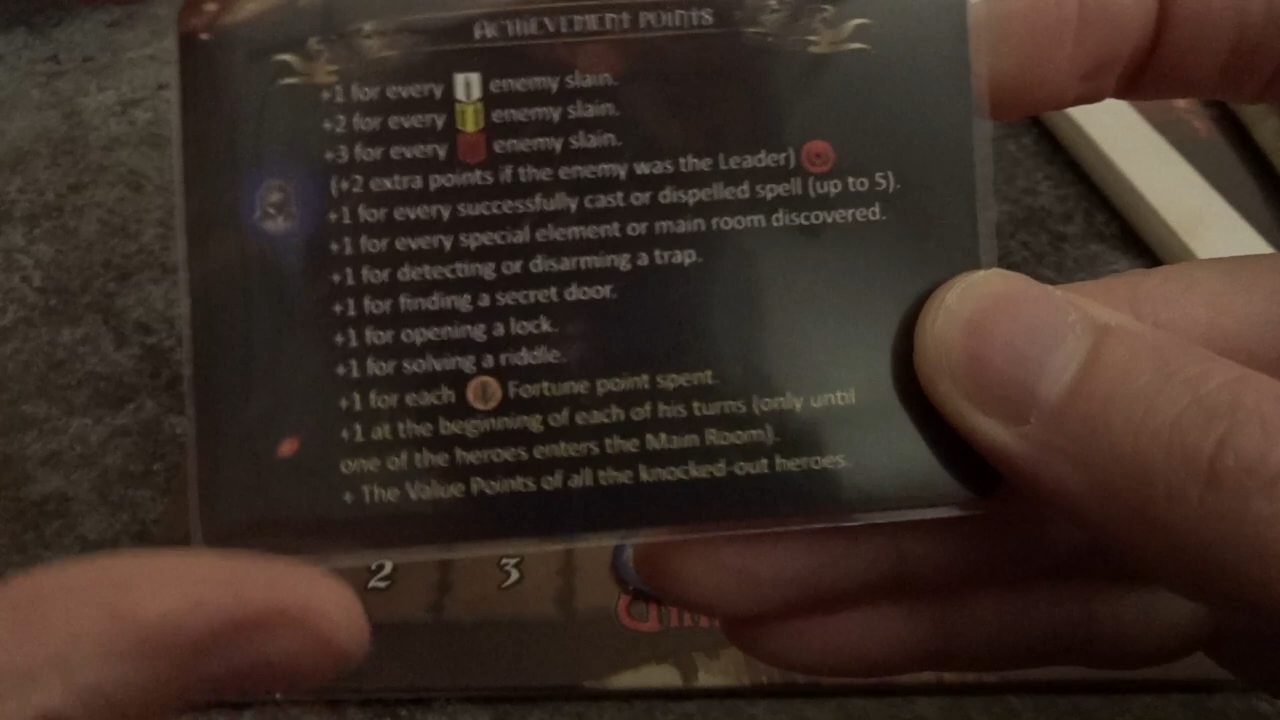 ACHIEVEMENT POINTS
+1 for every enemy slain.
+2 for every enemy slain.
+3 for every enemy slain.
(+2 extra points if the enemy was the Leader)
+1 for every successfully cast or dispelled spell (up to 5).
+1 for every special element or main room discovered.
+1 for detecting or disarming a trap.
+1 for finding a secret door.
+1 for opening a lock.
+1 for solving a riddle.
+1 for each Fortune point spent.
+1 at the beginning of each of his turns (only until
one of the heroes enters the Main Room).
+ The Value Points of all the knocked-out heroes.
2 3